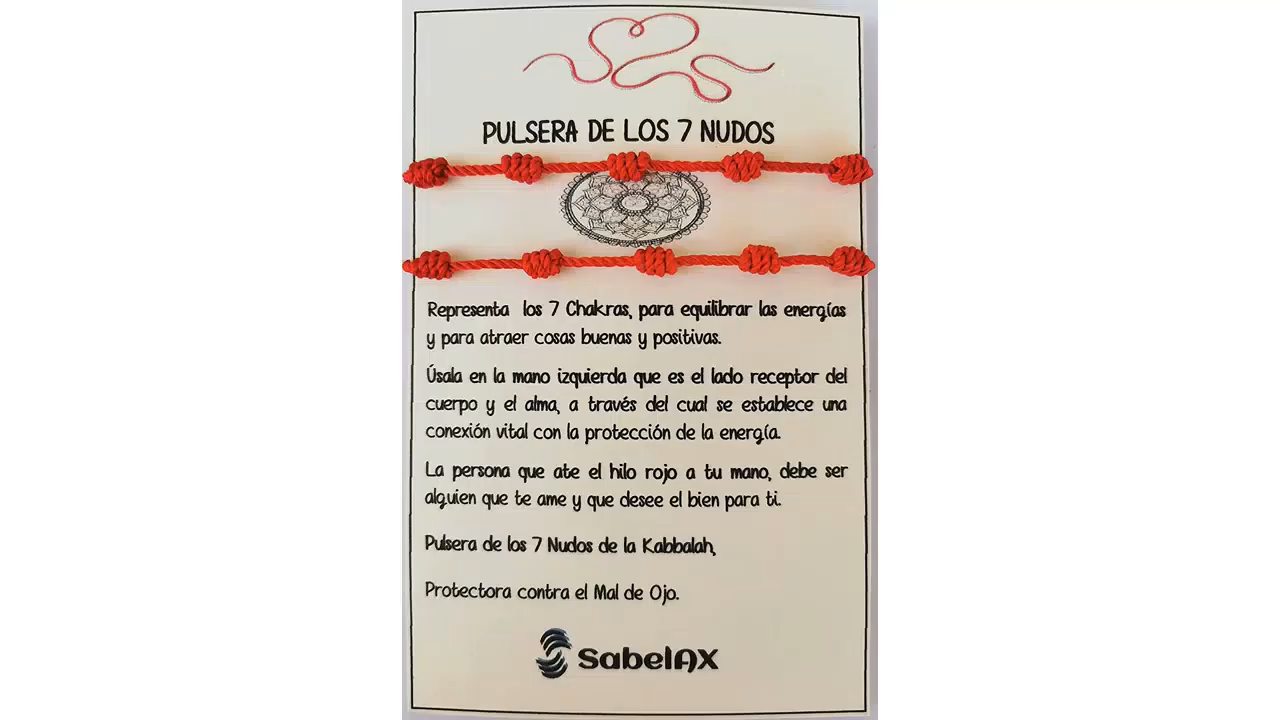 PULSERA DE LOS 7 NUDOS
Representa los 7 Chakras, para equilibrar las energías
y para atraer cosas buenas y positivas.
Úsala en la mano izquierda que es el lado receptor del
cuerpo y el alma, a través del cual se establece una
conexión vital con la protección de la energía.
La persona que ate el hilo rojo a tu mano, debe ser
alguien que te ame y que desee el bien para ti.
Pulsera de los 7 Nudos de la Kabbalah,
Protectora contra el Mal de Ojo.
SabelAX